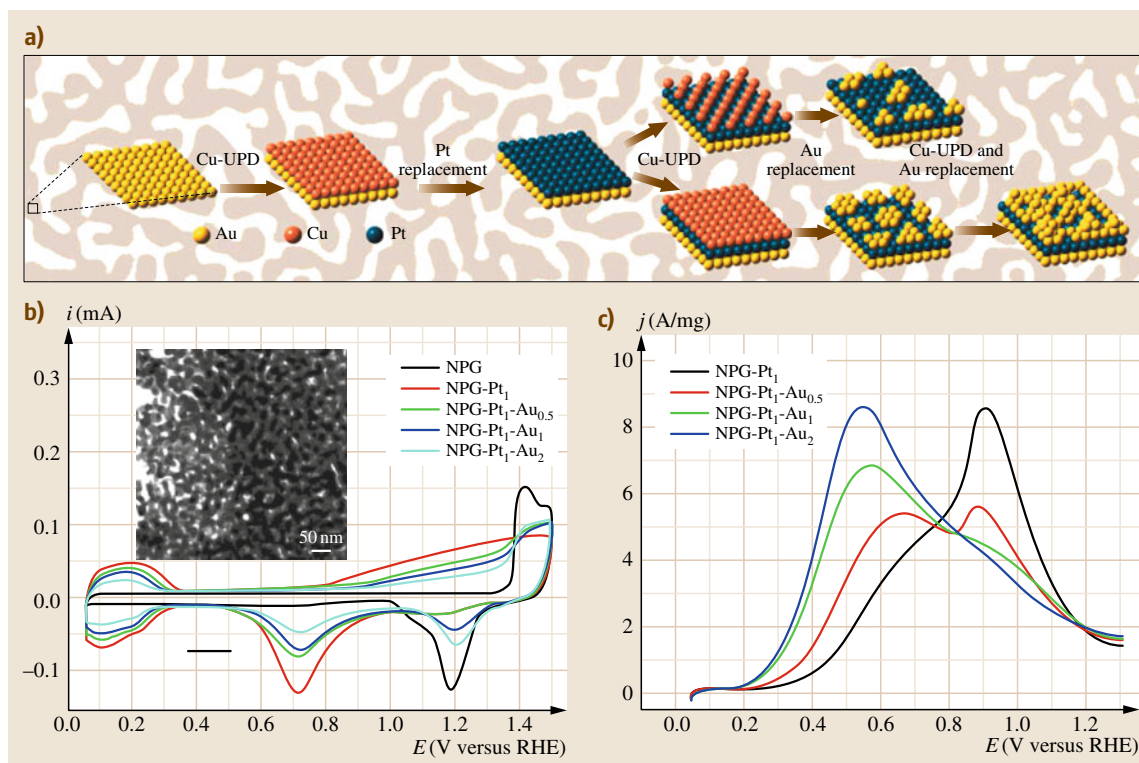 a)
Cu-UPD
Pt
replacement
Cu-UPD
Au
replacement
Cu-UPD and
Au replacement
Au
Cu
Pt
b)
i (mA)
0.3
0.2
0.1
0.0
−0.1
0.0 0.2 0.4 0.6 0.8 1.0 1.2 1.4
E (V versus RHE)
50 nm
NPG
NPG-Pt₁
NPG-Pt₁-Au₀.₅
NPG-Pt₁-Au₁
NPG-Pt₁-Au₂
c)
j (A/mg)
10
8
6
4
2
0
0.0 0.2 0.4 0.6 0.8 1.0 1.2
E (V versus RHE)
NPG-Pt₁
NPG-Pt₁-Au₀.₅
NPG-Pt₁-Au₁
NPG-Pt₁-Au₂